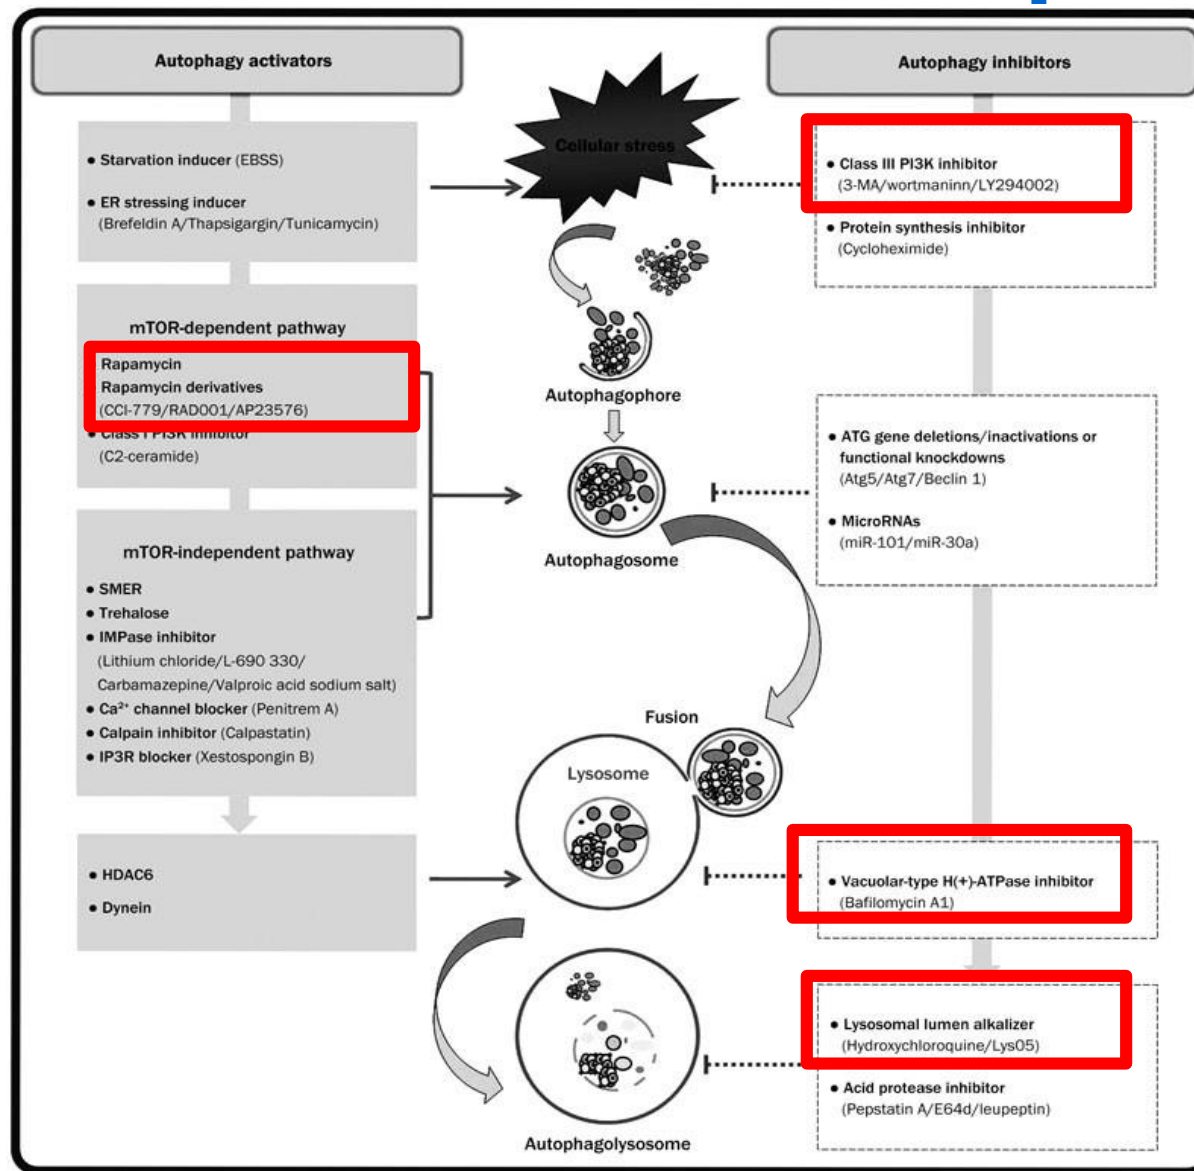 Autophagy activators
Autophagy inhibitors
● Starvation inducer (EBSS)
● ER stressing inducer
(Brefeldin A/Thapsigargin/Tunicamycin)
Cellular stress
● Class III PI3K inhibitor
(3-MA/wortmaninn/LY294002)
● Protein synthesis inhibitor
(Cycloheximide)
mTOR-dependent pathway
Rapamycin
Rapamycin derivatives
(CCI-779/RAD001/AP23576)
● Class I PI3K inhibitor
(C2-ceramide)
Autophagophore
● ATG gene deletions/inactivations or
functional knockdowns
(Atg5/Atg7/Beclin 1)
● MicroRNAs
(miR-101/miR-30a)
Autophagosome
mTOR-independent pathway
● SMER
● Trehalose
● IMPase inhibitor
(Lithium chloride/L-690 330/
Carbamazepine/Valproic acid sodium salt)
● Ca²⁺ channel blocker (Penitrem A)
● Calpain inhibitor (Calpastatin)
● IP3R blocker (Xestospongin B)
Fusion
Lysosome
● HDAC6
● Dynein
● Vacuolar-type H(+)-ATPase inhibitor
(Bafilomycin A1)
● Lysosomal lumen alkalizer
(Hydroxychloroquine/Lys05)
● Acid protease inhibitor
(Pepstatin A/E64d/leupeptin)
Autophagolysosome